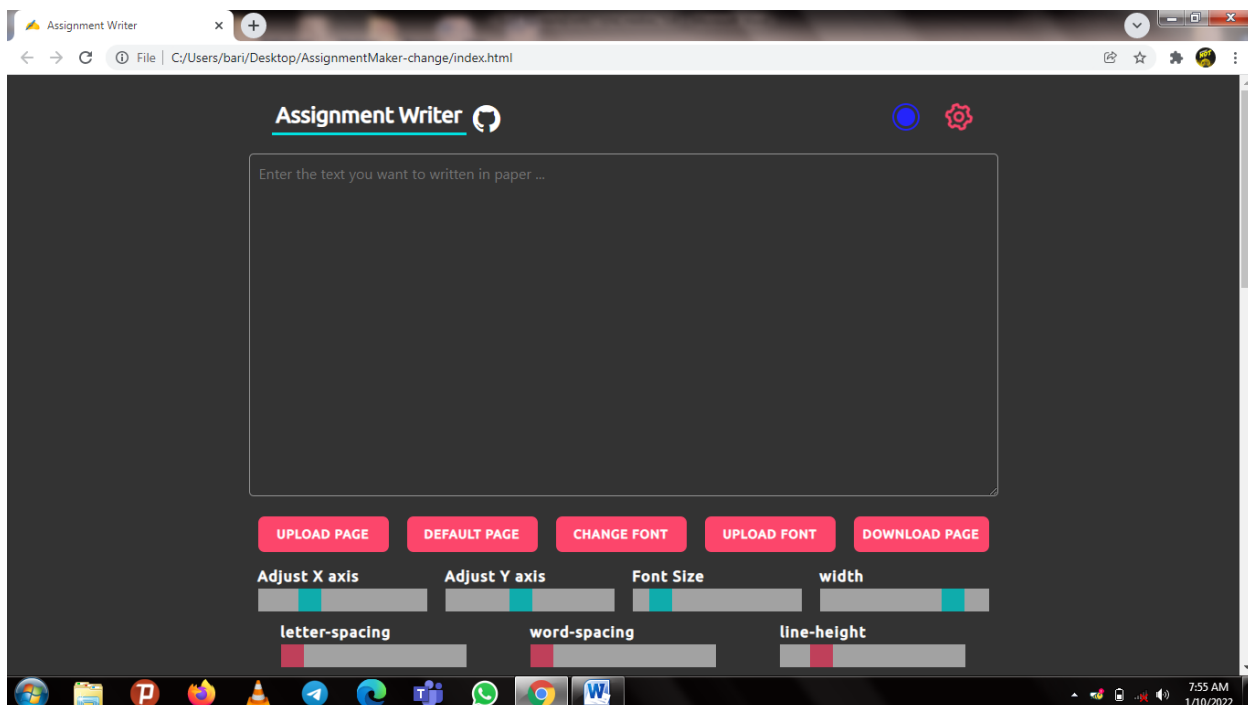 Assignment Writer
File C:/Users/bari/Desktop/AssignmentMaker-change/index.html
Assignment Writer
Enter the text you want to written in paper ...
UPLOAD PAGE DEFAULT PAGE CHANGE FONT UPLOAD FONT DOWNLOAD PAGE
Adjust X axis Adjust Y axis Font Size width
letter-spacing word-spacing line-height
7:55 AM
1/10/2022